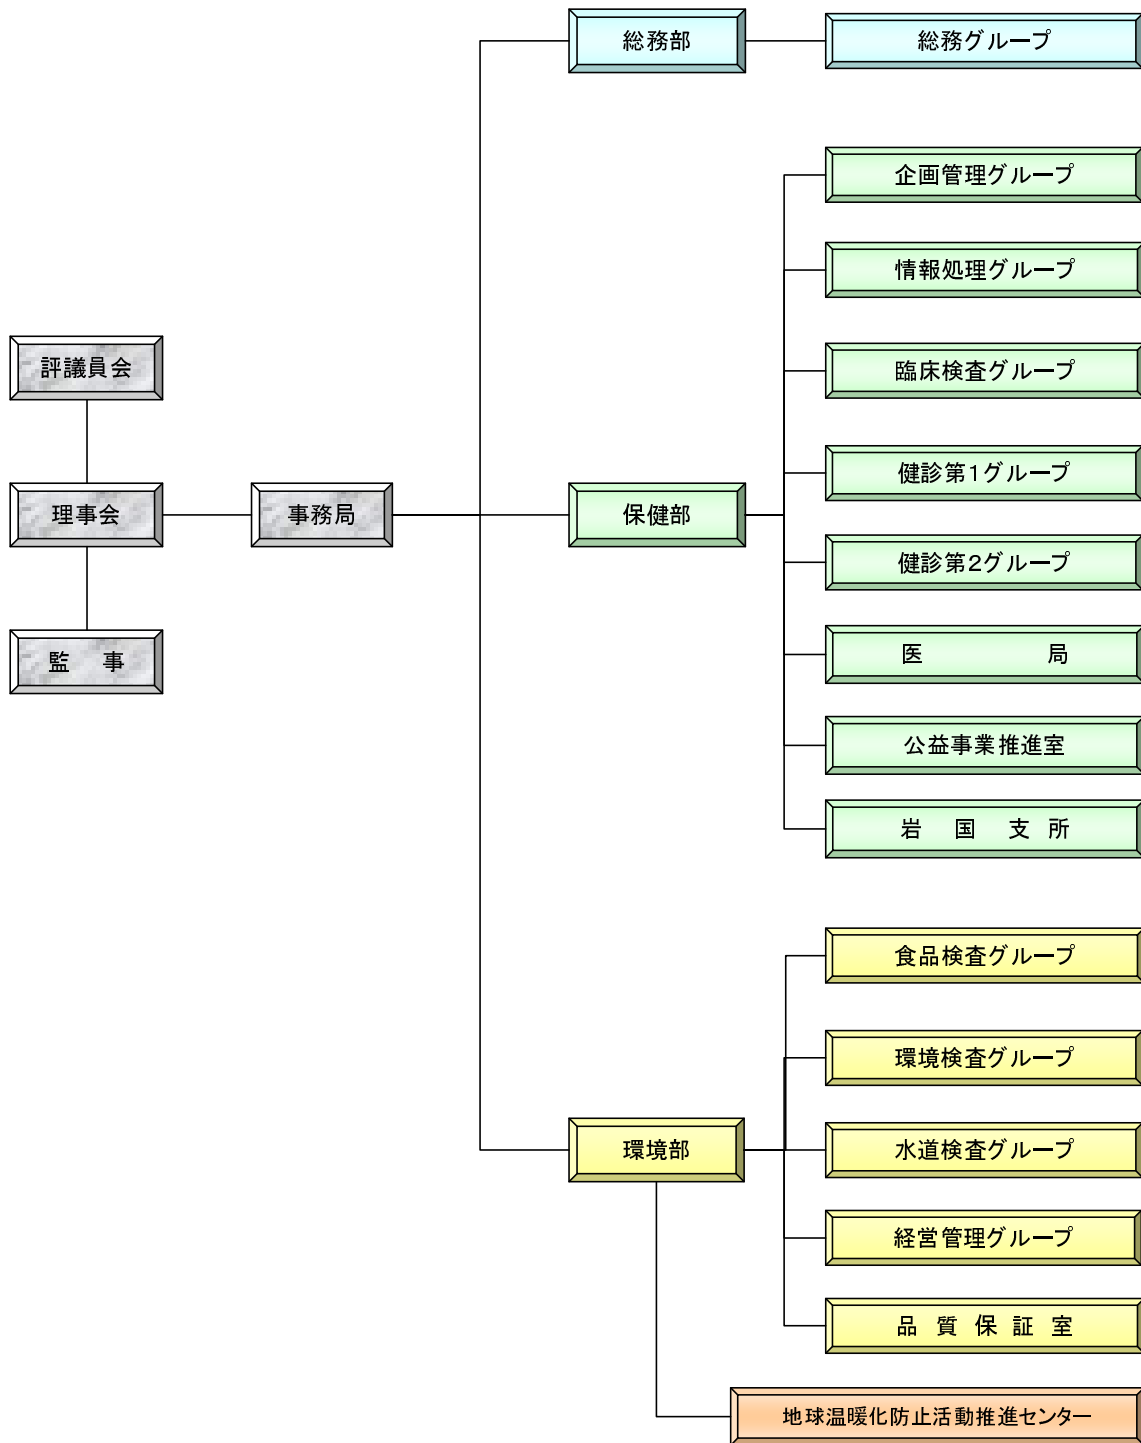 評議員会
理事会
監　事
事務局
総務部
総務グループ
保健部
企画管理グループ
情報処理グループ
臨床検査グループ
健診第1グループ
健診第2グループ
医　局
公益事業推進室
岩国支所
環境部
食品検査グループ
環境検査グループ
水道検査グループ
経営管理グループ
品質保証室
地球温暖化防止活動推進センター